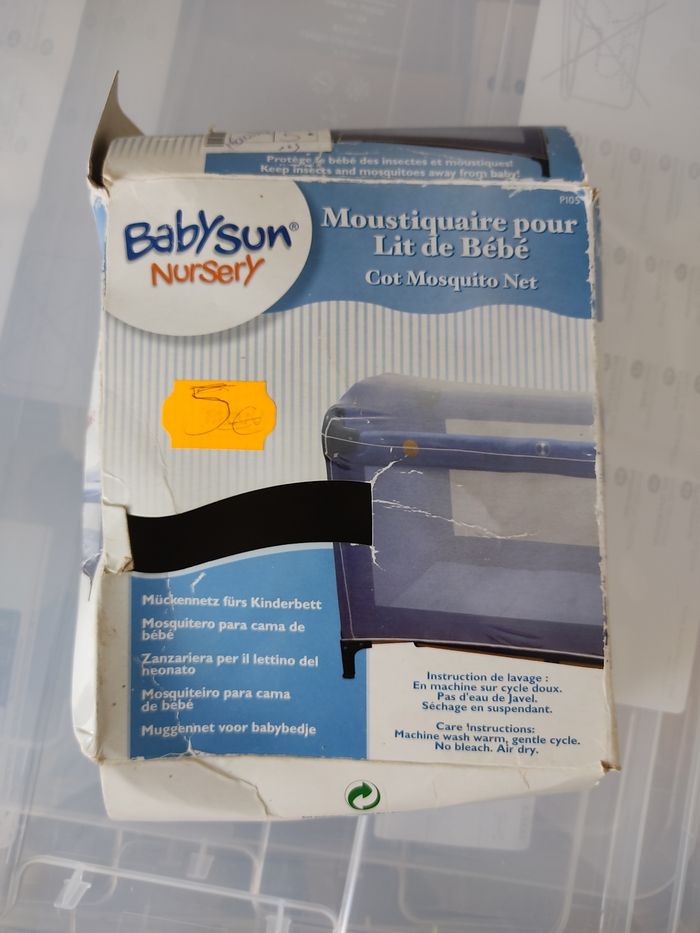 Protège le bébé des insectes et moustiques!
Keep insects and mosquitoes away from baby!
P105
Babysun®
Nursery
Moustiquaire pour
Lit de Bébé
Cot Mosquito Net
5€
Mückennetz fürs Kinderbett
Mosquitero para cama de
bébé
Zanzariera per il lettino del
neonato
Mosquiteiro para cama
de bébé
Muggennet voor babybedje
Instruction de lavage :
En machine sur cycle doux.
Pas d'eau de Javel.
Séchage en suspendant.
Care Instructions:
Machine wash warm, gentle cycle.
No bleach. Air dry.